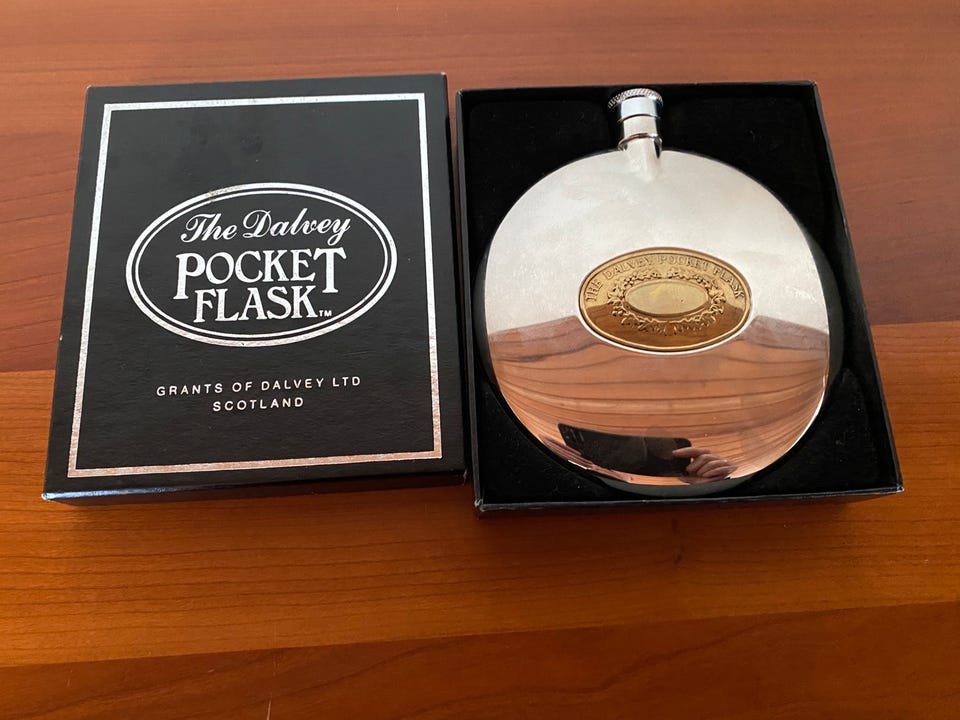 The Dalvey
POCKET
FLASK™
GRANTS OF DALVEY LTD
SCOTLAND
THE DALVEY POCKET FLASK